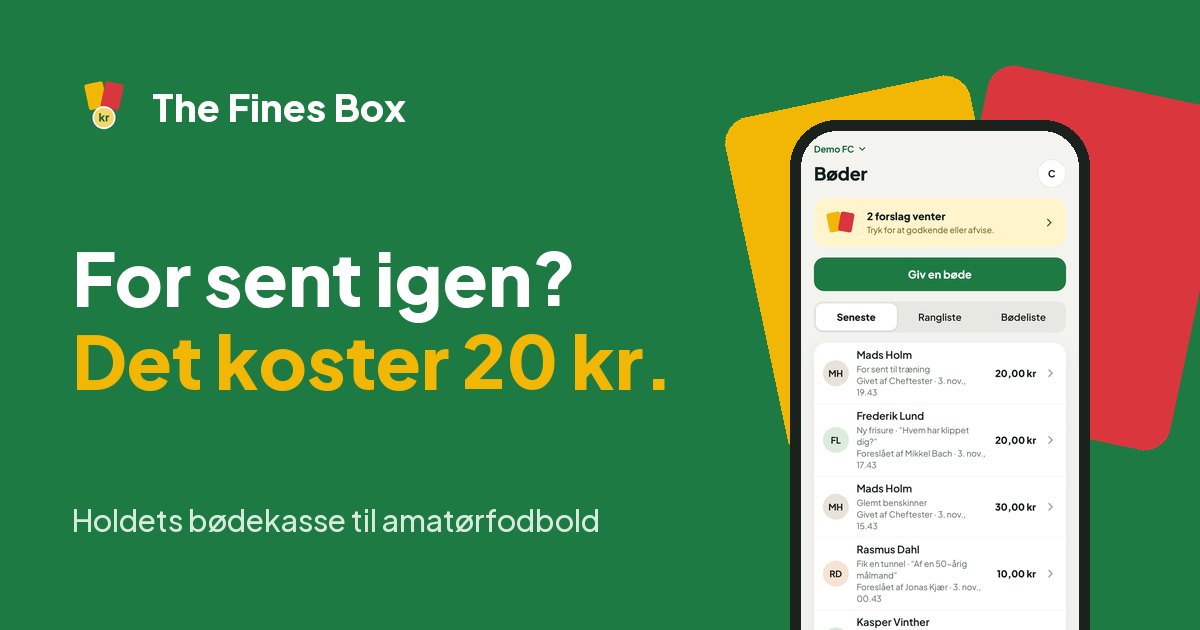 kr
The Fines Box
For sent igen?
Det koster 20 kr.
Holdets bødekasse til amatørfodbold
Demo FC
Bøder
C
2 forslag venter
Tryk for at godkende eller afvise.
Giv en bøde
Seneste
Rangliste
Bødeliste
MH
Mads Holm
For sent til træning
Givet af Cheftester · 3. nov.,
19.43
20,00 kr
FL
Frederik Lund
Ny frisure · "Hvem har klippet
dig?"
Foreslået af Mikkel Bach · 3. nov.,
17.43
20,00 kr
MH
Mads Holm
Glemt benskinner
Givet af Cheftester · 3. nov.,
15.43
30,00 kr
RD
Rasmus Dahl
Fik en tunnel · "Af en 50-årig
målmand"
Foreslået af Jonas Kjær · 3. nov.,
00.43
10,00 kr
Kasper Vinther